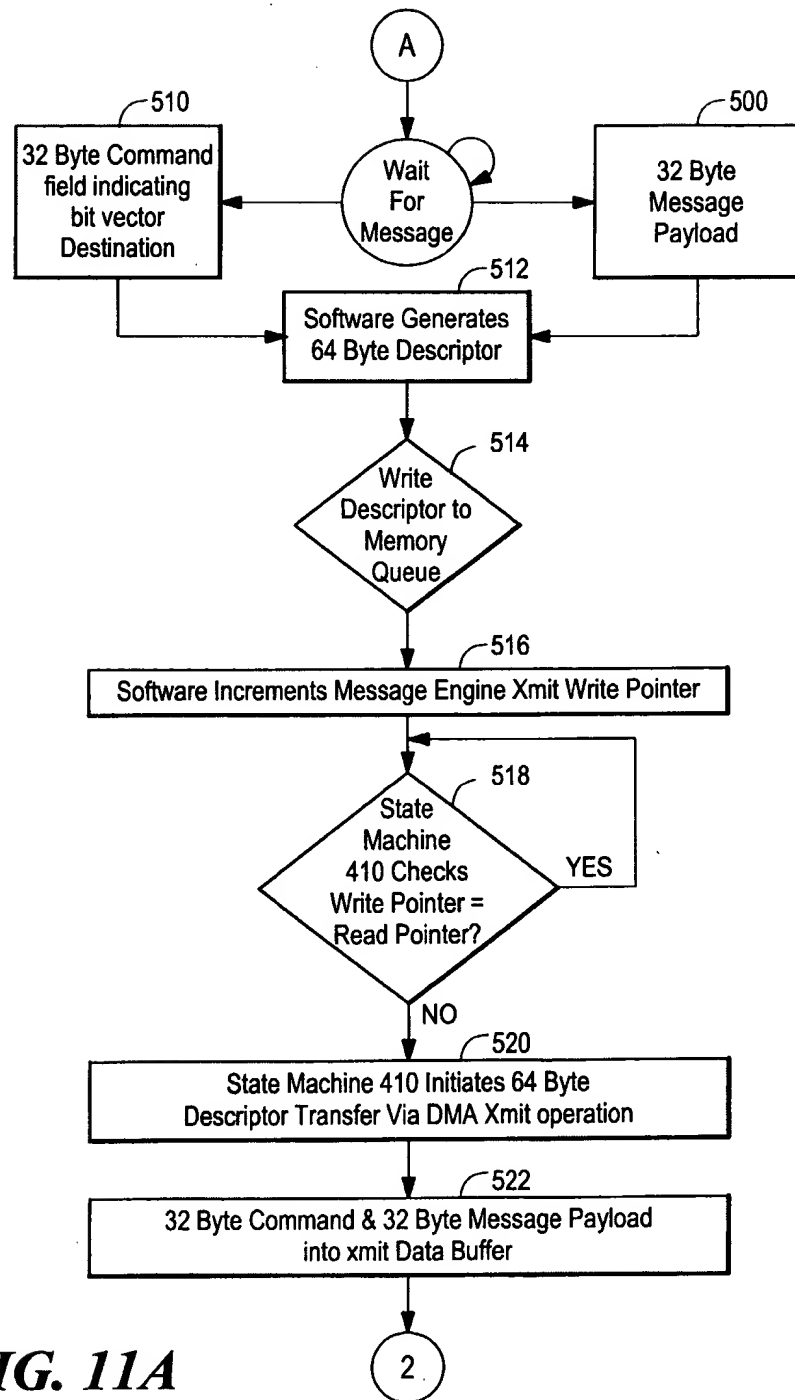 A
510
500
32 Byte Command
field indicating
bit vector
Destination
Wait
For
Message
32 Byte
Message
Payload
512
Software Generates
64 Byte Descriptor
514
Write
Descriptor to
Memory
Queue
516
Software Increments Message Engine Xmit Write Pointer
518
State
Machine
410 Checks
Write Pointer =
Read Pointer?
YES
NO
520
State Machine 410 Initiates 64 Byte
Descriptor Transfer Via DMA Xmit operation
522
32 Byte Command & 32 Byte Message Payload
into xmit Data Buffer
2
IG. 11A